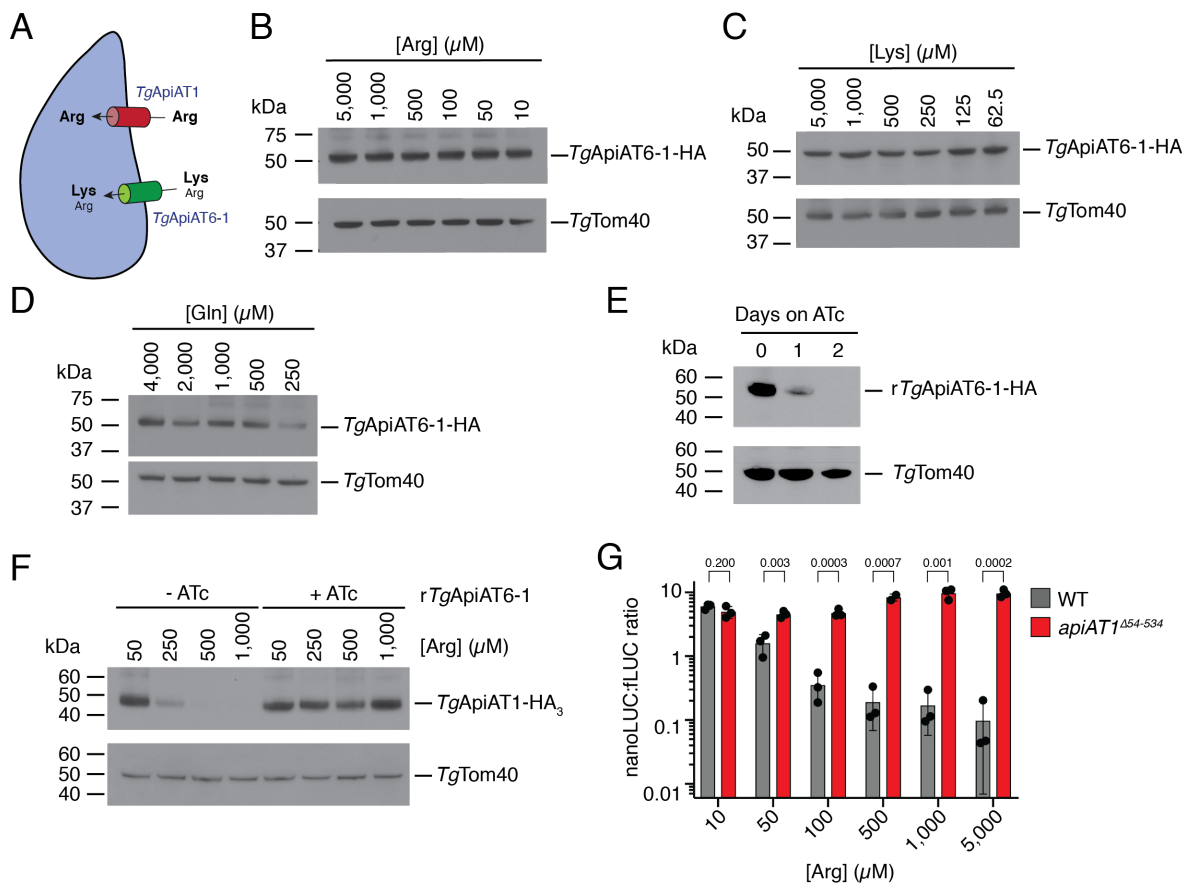 A
TgApiAT1
Arg
Arg
Lys
Arg
Lys
Arg
TgApiAT6-1
B
[Arg] (µM)
kDa
5,000 1,000 500 100 50 10
75
50
TgApiAT6-1-HA
50
37
TgTom40
C
[Lys] (µM)
kDa
5,000 1,000 500 250 125 62.5
50
37
TgApiAT6-1-HA
50
37
TgTom40
D
[Gln] (µM)
kDa
4,000 2,000 1,000 500 250
75
50
37
TgApiAT6-1-HA
50
37
TgTom40
E
Days on ATc
kDa
0 1 2
60
50
40
rTgApiAT6-1-HA
60
50
40
TgTom40
F
- ATc + ATc rTgApiAT6-1
kDa
50 250 500 1,000 50 250 500 1,000 [Arg] (µM)
60
50
40
TgApiAT1-HA3
60
50
40
TgTom40
G
0.200 0.003 0.0003 0.0007 0.001 0.0002
nanoLUC:fLUC ratio
10
1
0.1
0.01
10 50 100 500 1,000 5,000
[Arg] (µM)
WT
apiAT1Δ54-534